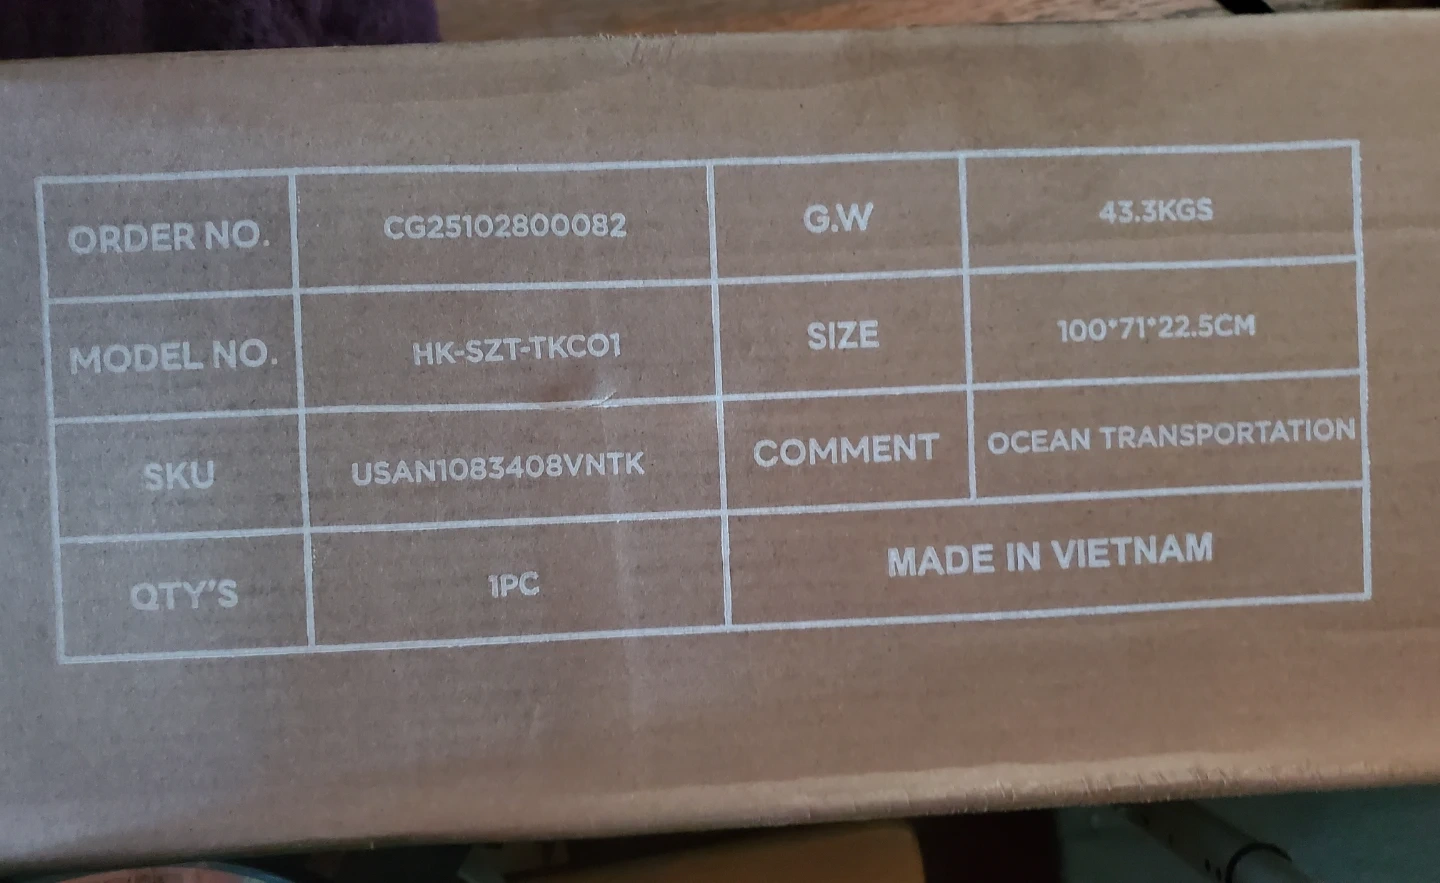 ORDER NO. CG25102800082 G.W 43.3KGS
MODEL NO. HK-SZT-TKC01 SIZE 100*71*22.5CM
SKU USAN1083408VNTK COMMENT OCEAN TRANSPORTATION
QTY'S 1PC MADE IN VIETNAM